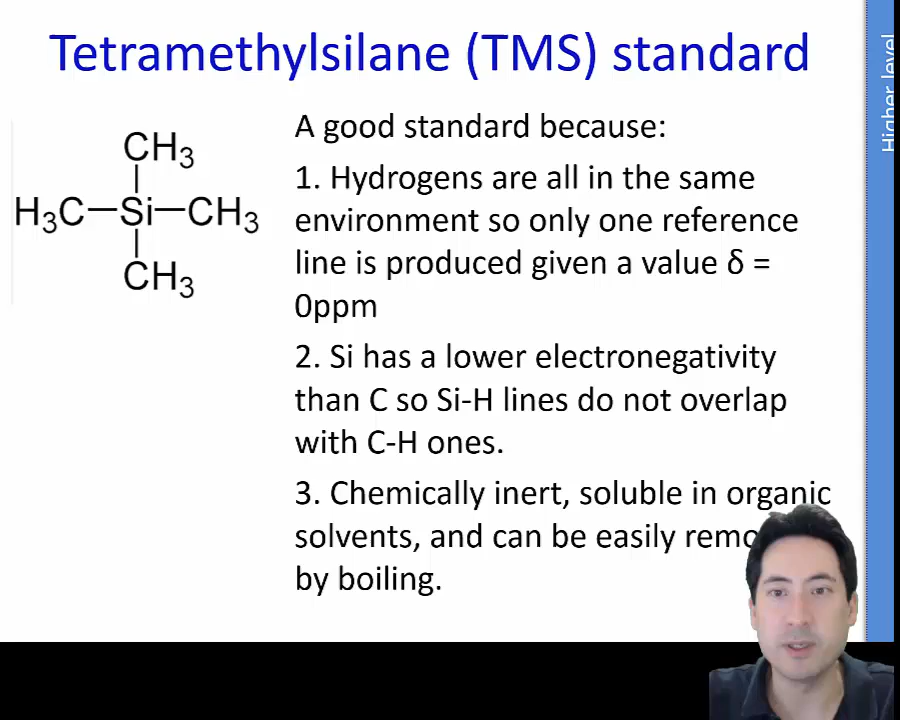 Tetramethylsilane (TMS) standard
Higher level
CH3
H3C–Si–CH3
CH3
A good standard because:
1. Hydrogens are all in the same
environment so only one reference
line is produced given a value δ =
0ppm
2. Si has a lower electronegativity
than C so Si-H lines do not overlap
with C-H ones.
3. Chemically inert, soluble in organic
solvents, and can be easily remo
by boiling.